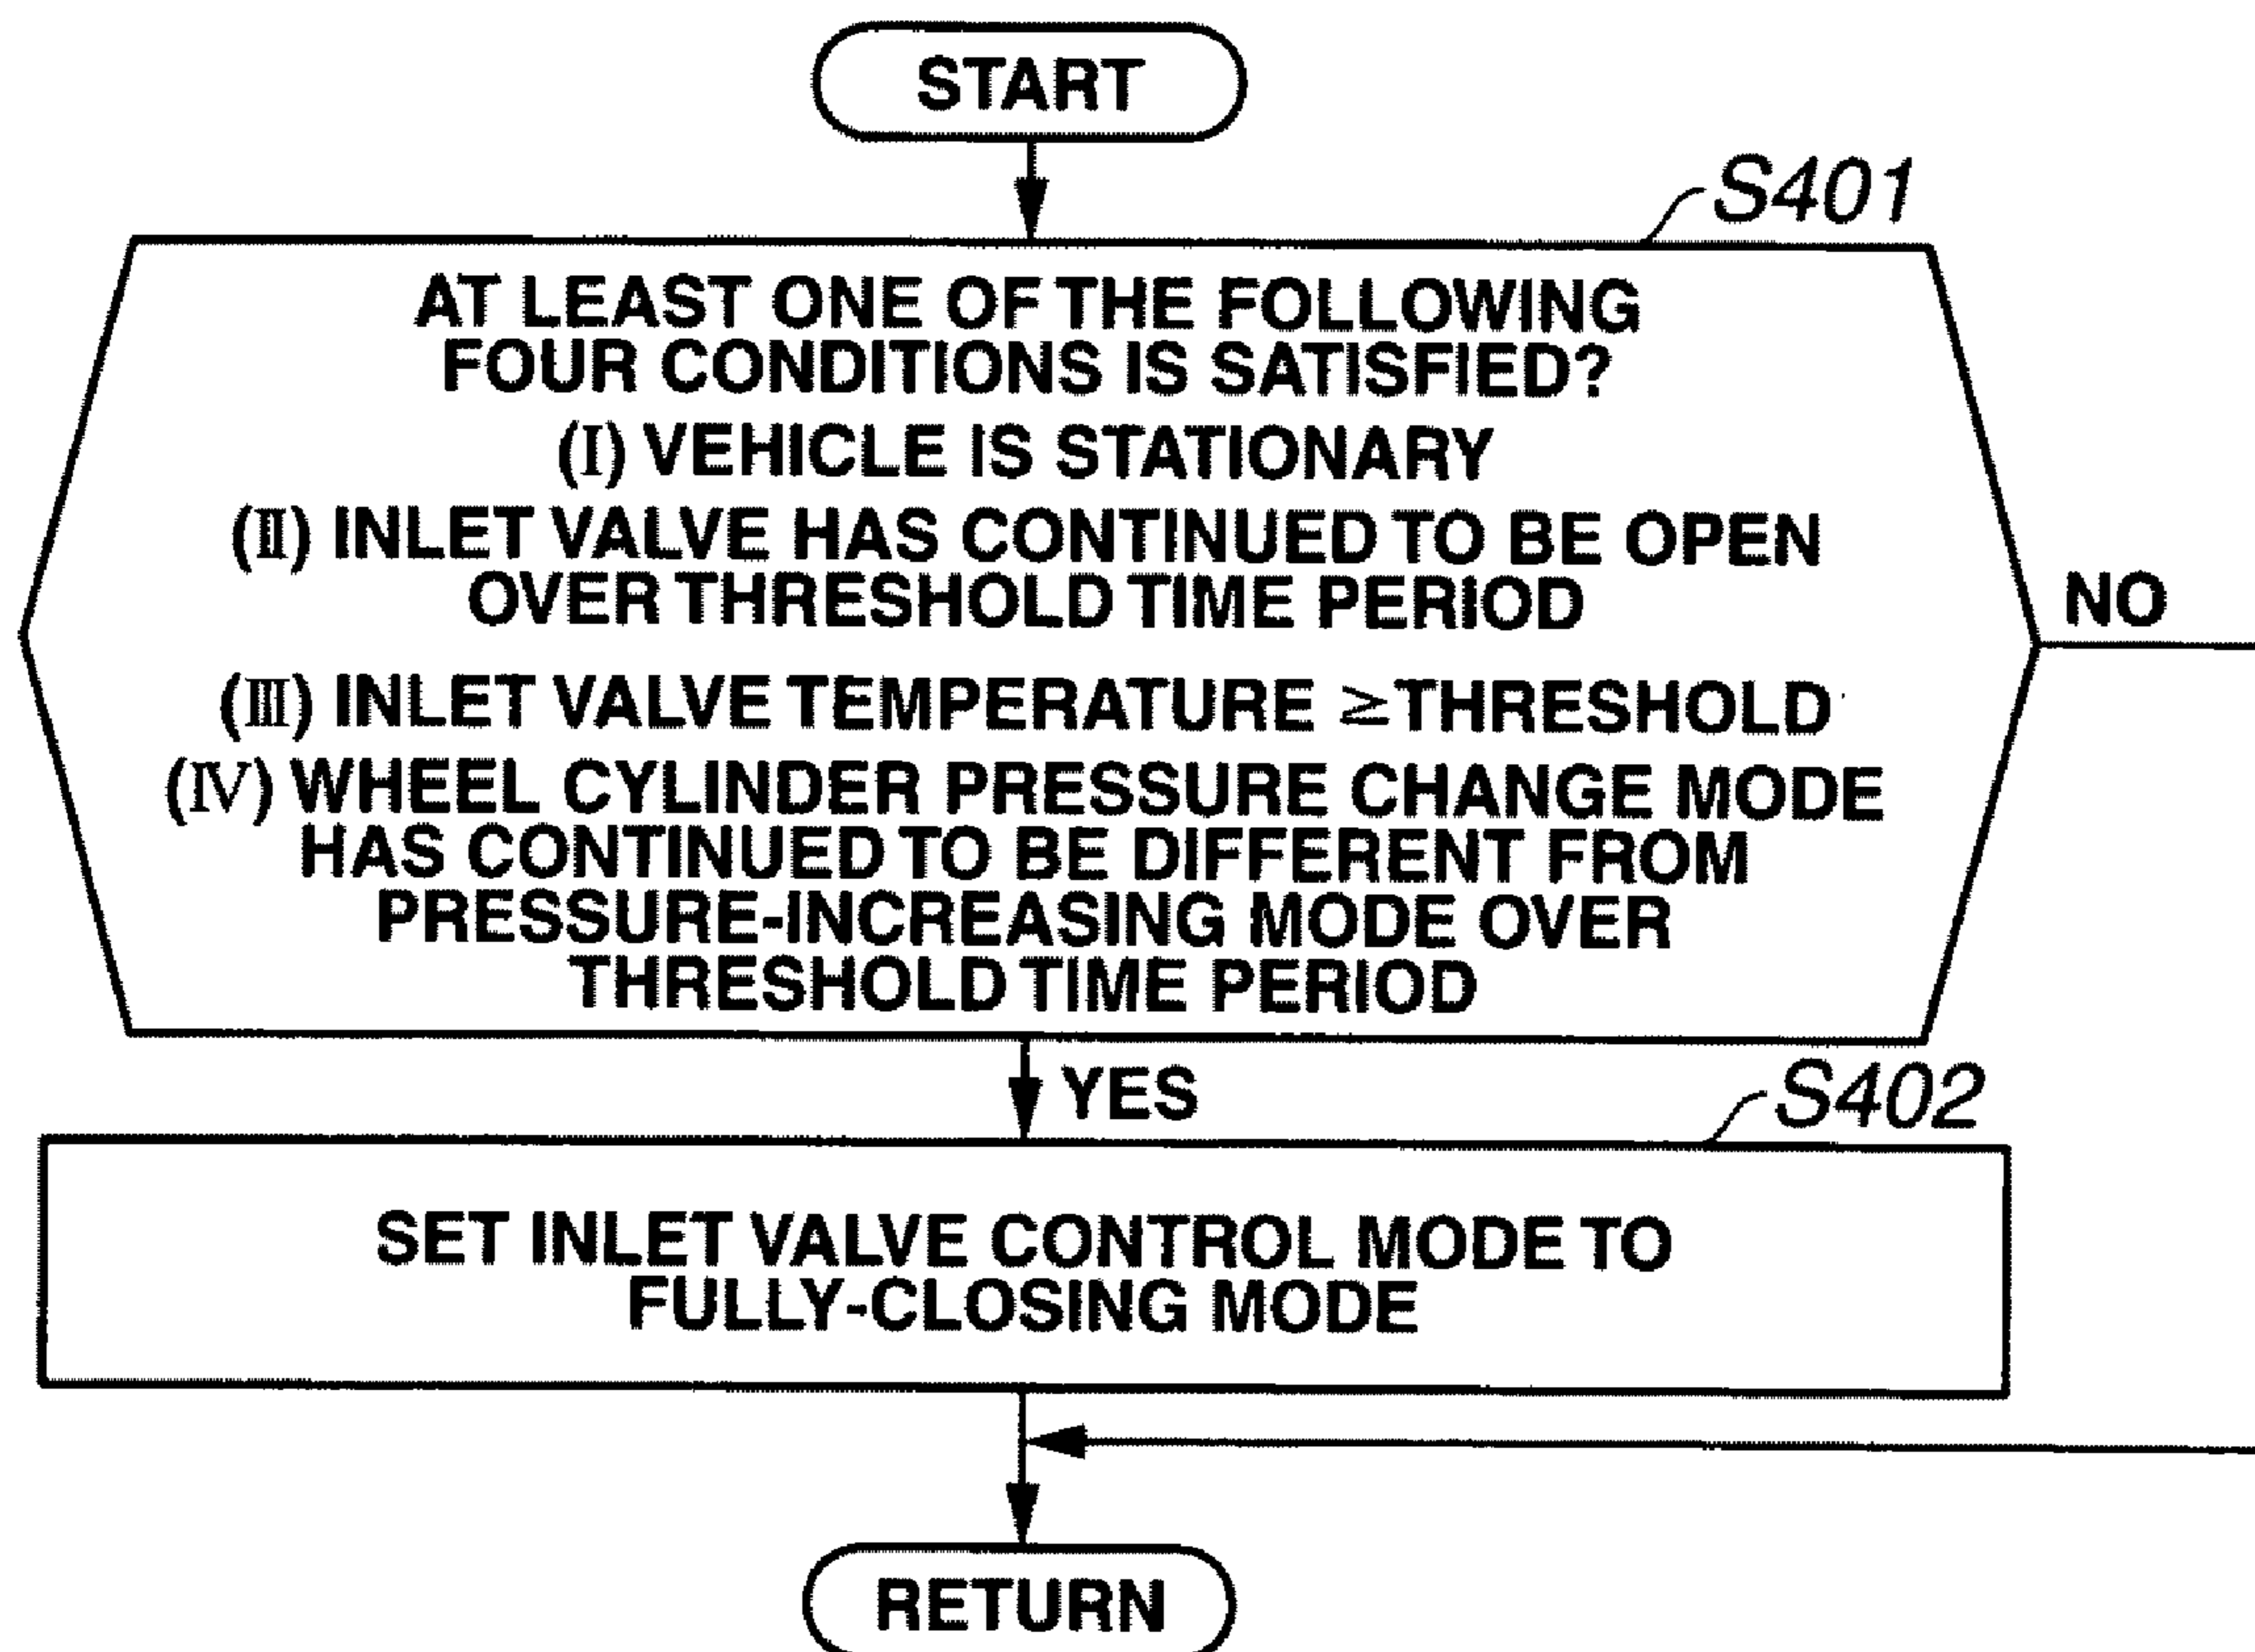 START
S401
AT LEAST ONE OF THE FOLLOWING
FOUR CONDITIONS IS SATISFIED?
(I) VEHICLE IS STATIONARY
(II) INLET VALVE HAS CONTINUED TO BE OPEN
OVER THRESHOLD TIME PERIOD
(III) INLET VALVE TEMPERATURE ≥ THRESHOLD
(IV) WHEEL CYLINDER PRESSURE CHANGE MODE
HAS CONTINUED TO BE DIFFERENT FROM
PRESSURE-INCREASING MODE OVER
THRESHOLD TIME PERIOD
NO
YES
S402
SET INLET VALVE CONTROL MODE TO
FULLY-CLOSING MODE
RETURN